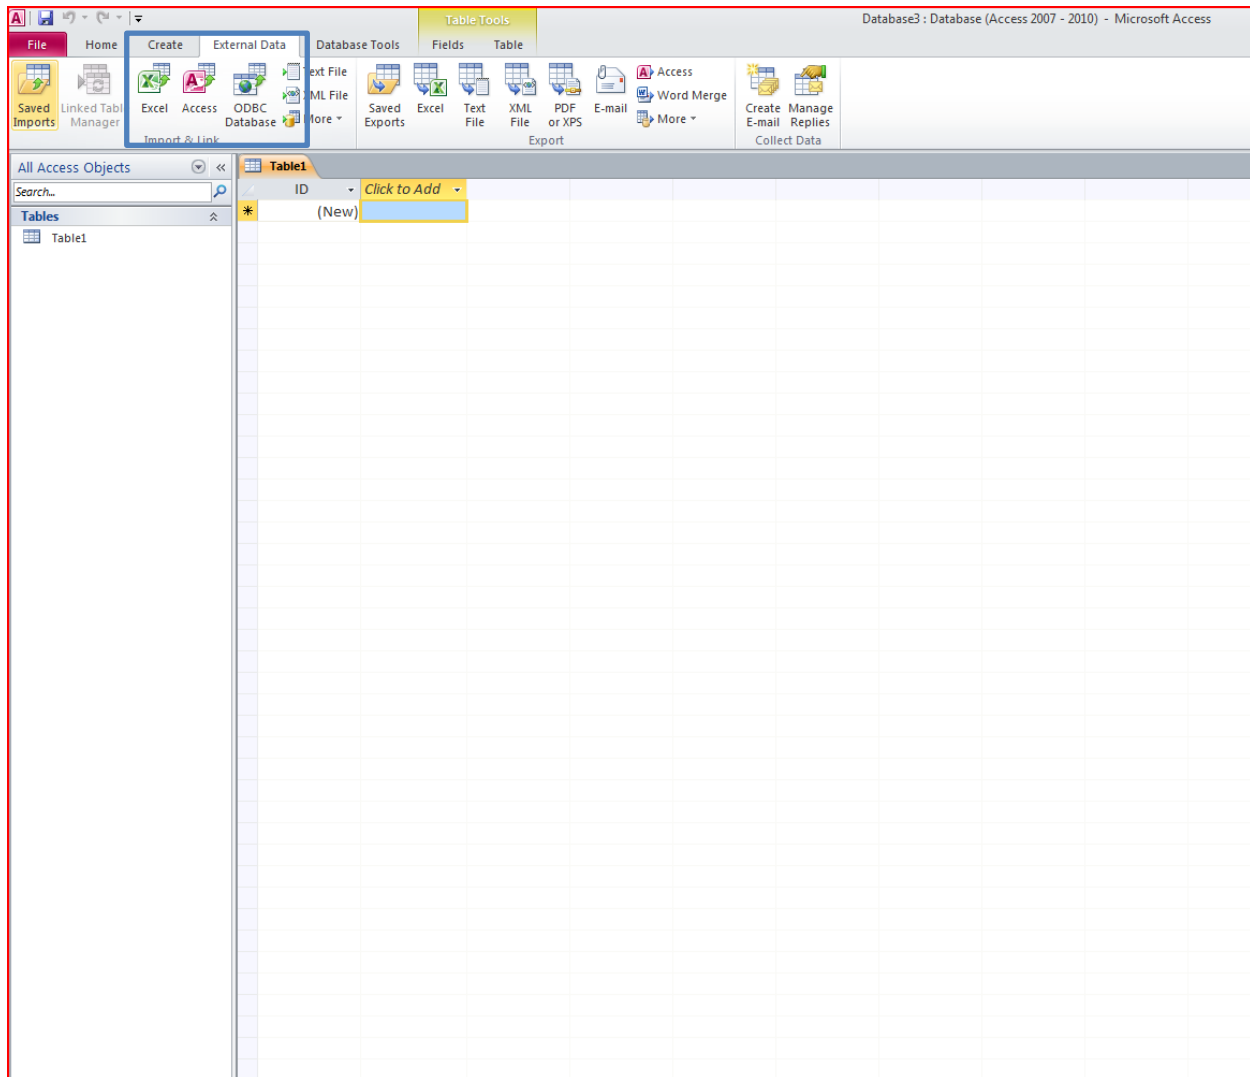 Table Tools
Database3 : Database (Access 2007 - 2010) - Microsoft Access
File Home Create External Data Database Tools Fields Table
Saved Imports
Linked Tabl Manager
Excel
Access
ODBC Database
ext File
ML File
More
Import & Link
Saved Exports
Excel
Text File
XML File
PDF or XPS
E-mail
Access
Word Merge
More
Export
Create E-mail
Manage Replies
Collect Data
All Access Objects
Search...
Tables
Table1
Table1
ID Click to Add
(New)